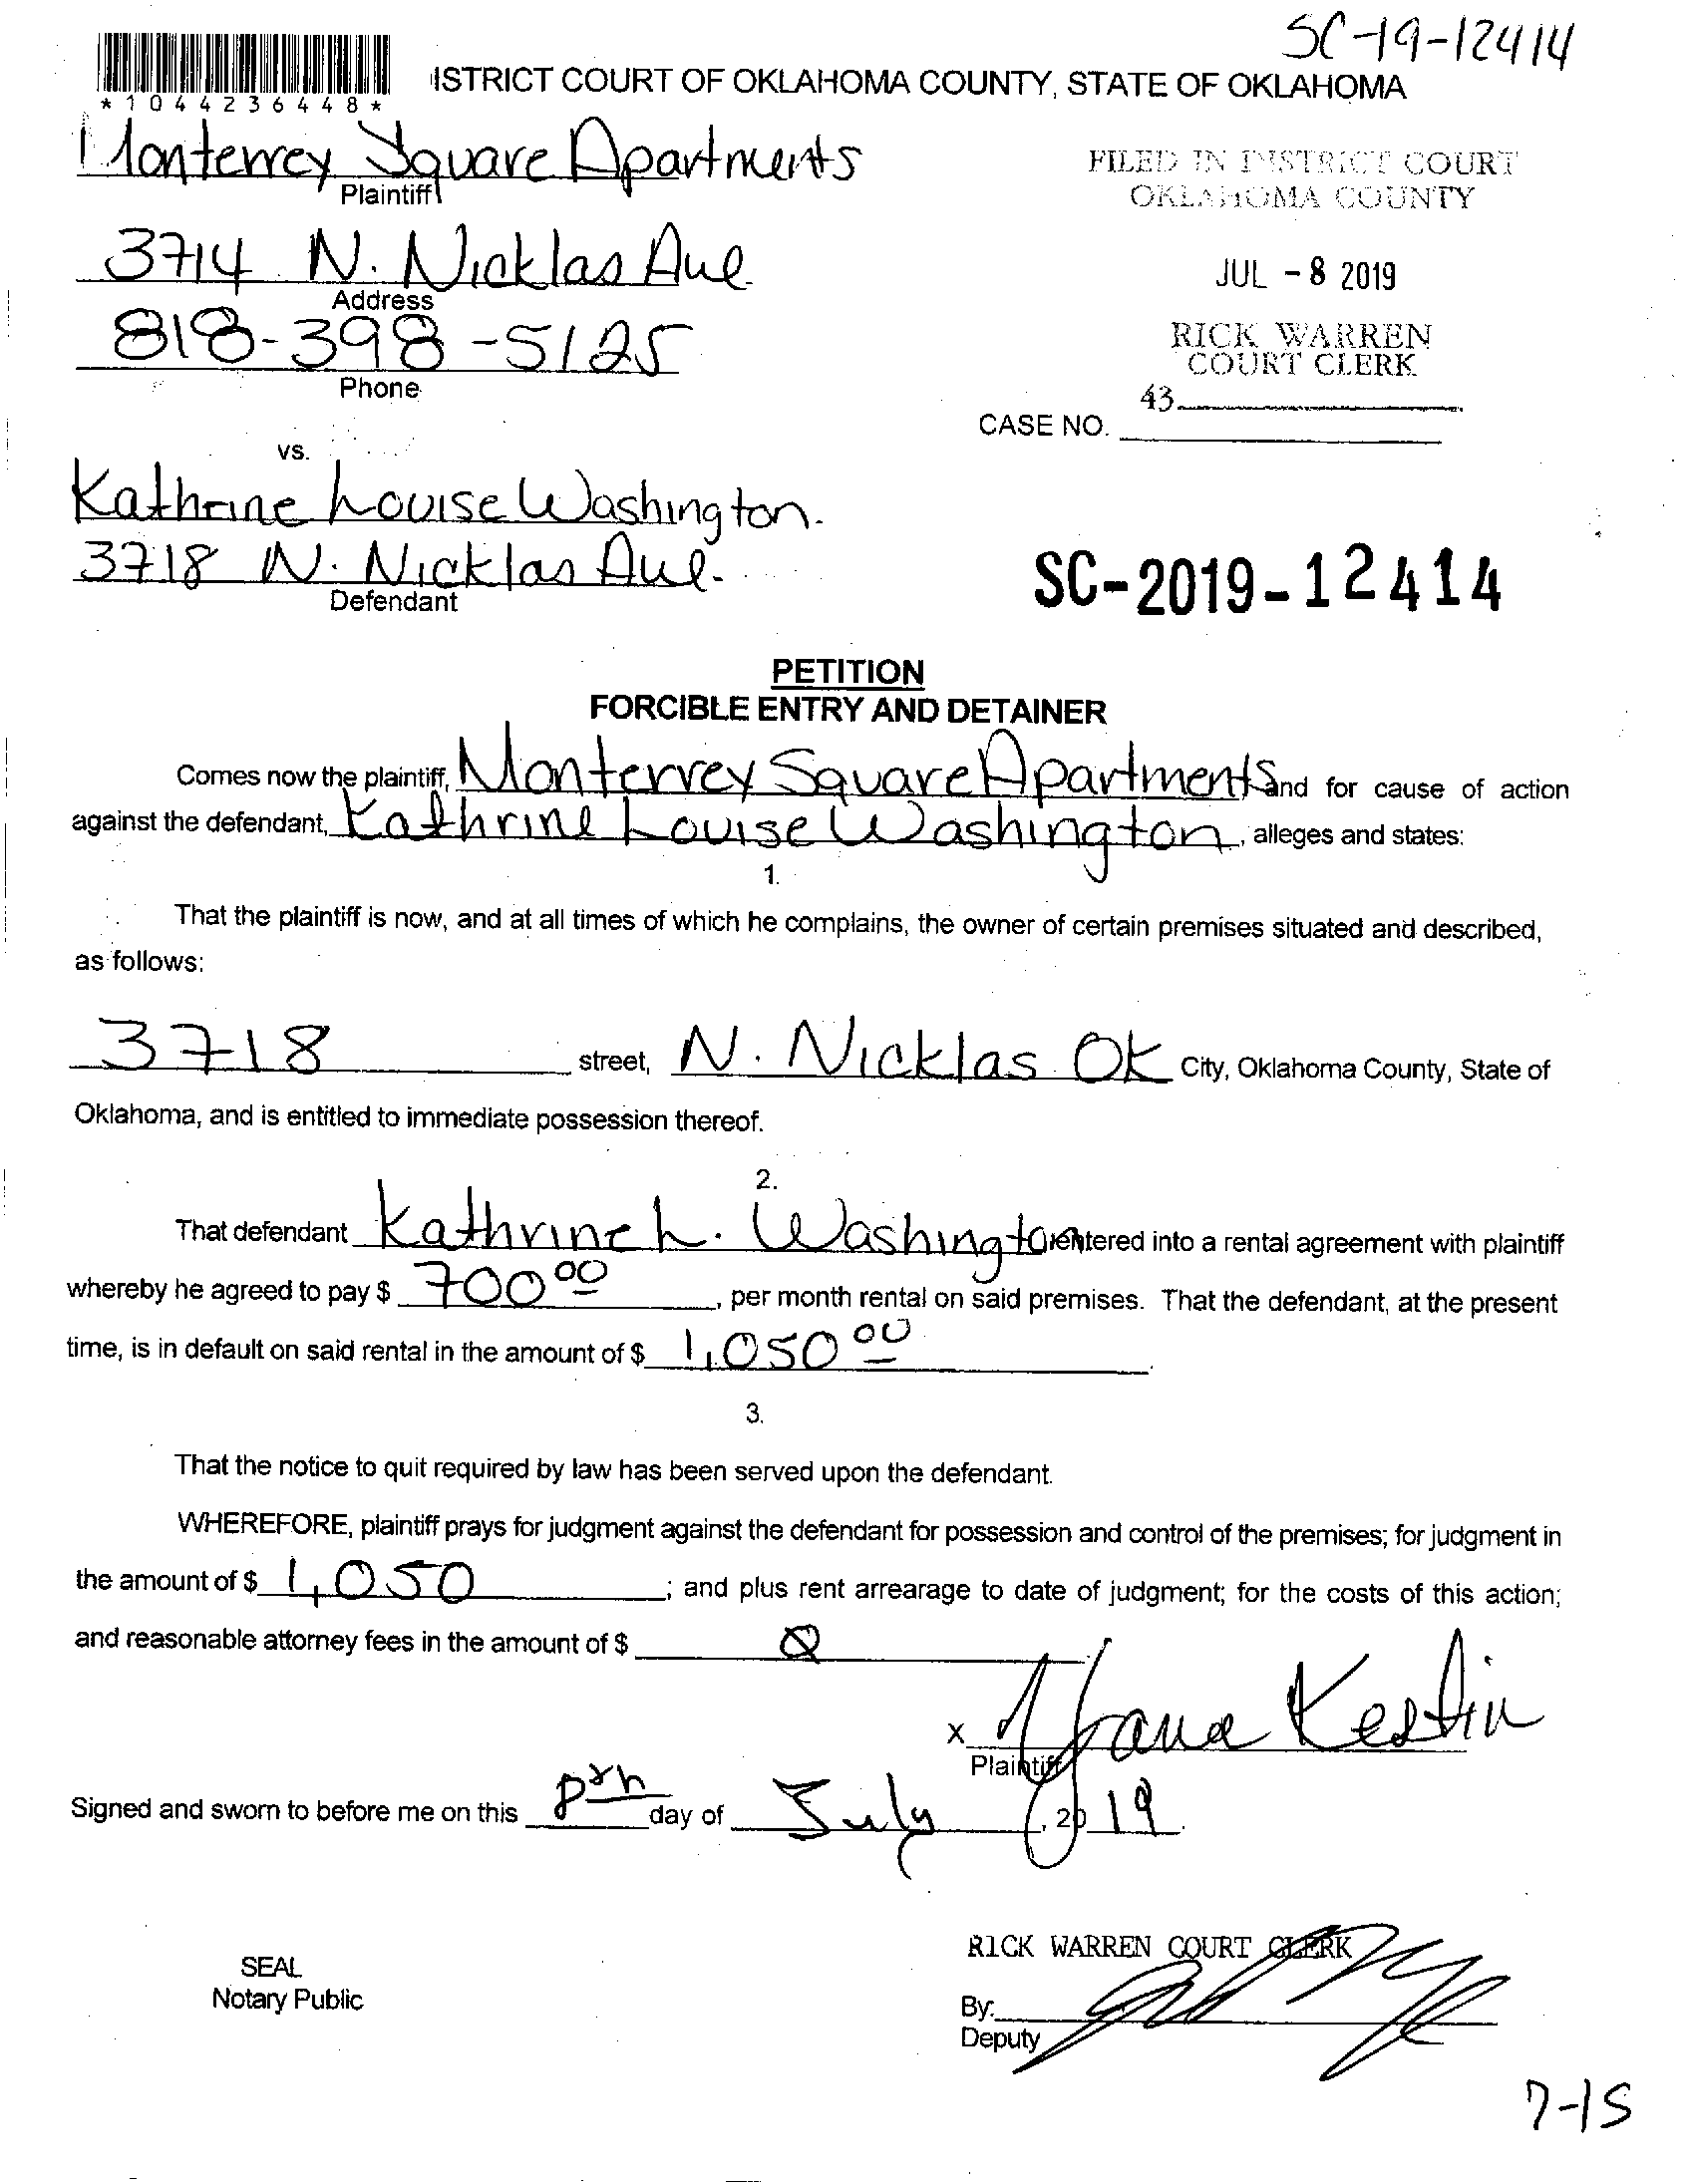 SC-19-12414
*1044236448*
ISTRICT COURT OF OKLAHOMA COUNTY, STATE OF OKLAHOMA
Monterrey Square Apartments
Plaintiff
FILED IN DISTRICT COURT
OKLAHOMA COUNTY
3714 N. Nicklas Ave.
Address
JUL - 8 2019
818-398-5125
Phone
RICK WARREN
COURT CLERK
43
CASE NO.
vs.
Kathrine Louise Washington.
3718 N. Nicklas Ave.
Defendant
SC-2019-12414
PETITION
FORCIBLE ENTRY AND DETAINER
Comes now the plaintiff, Monterrey Square Apartments and for cause of action
against the defendant, Kathrine Louise Washington, alleges and states:
1.
That the plaintiff is now, and at all times of which he complains, the owner of certain premises situated and described,
as follows:
3718 street, N. Nicklas OK City, Oklahoma County, State of
Oklahoma, and is entitled to immediate possession thereof.
2.
That defendant Kathrine L. Washington entered into a rental agreement with plaintiff
whereby he agreed to pay $ 700 00, per month rental on said premises. That the defendant, at the present
time, is in default on said rental in the amount of $ 1,050 00.
3.
That the notice to quit required by law has been served upon the defendant.
WHEREFORE, plaintiff prays for judgment against the defendant for possession and control of the premises; for judgment in
the amount of $ 1,050; and plus rent arrearage to date of judgment; for the costs of this action;
and reasonable attorney fees in the amount of $ 0.
x Yana Kestin
Plaintiff
Signed and sworn to before me on this 8th day of July, 2019.
RICK WARREN COURT CLERK
SEAL
Notary Public
By:
Deputy
7-15